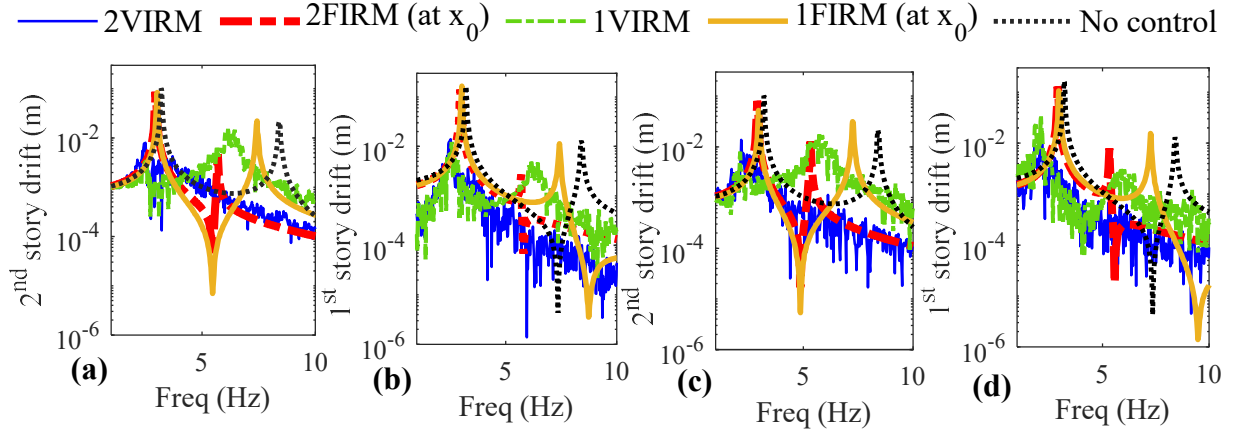 2VIRM 2FIRM (at x0) 1VIRM 1FIRM (at x0) No control
2nd story drift (m)
10-2
10-4
10-6
5 10
Freq (Hz)
(a)
1st story drift (m)
10-2
10-4
10-6
5 10
Freq (Hz)
(b)
2nd story drift (m)
10-2
10-4
10-6
5 10
Freq (Hz)
(c)
1st story drift (m)
10-2
10-4
10-6
5 10
Freq (Hz)
(d)